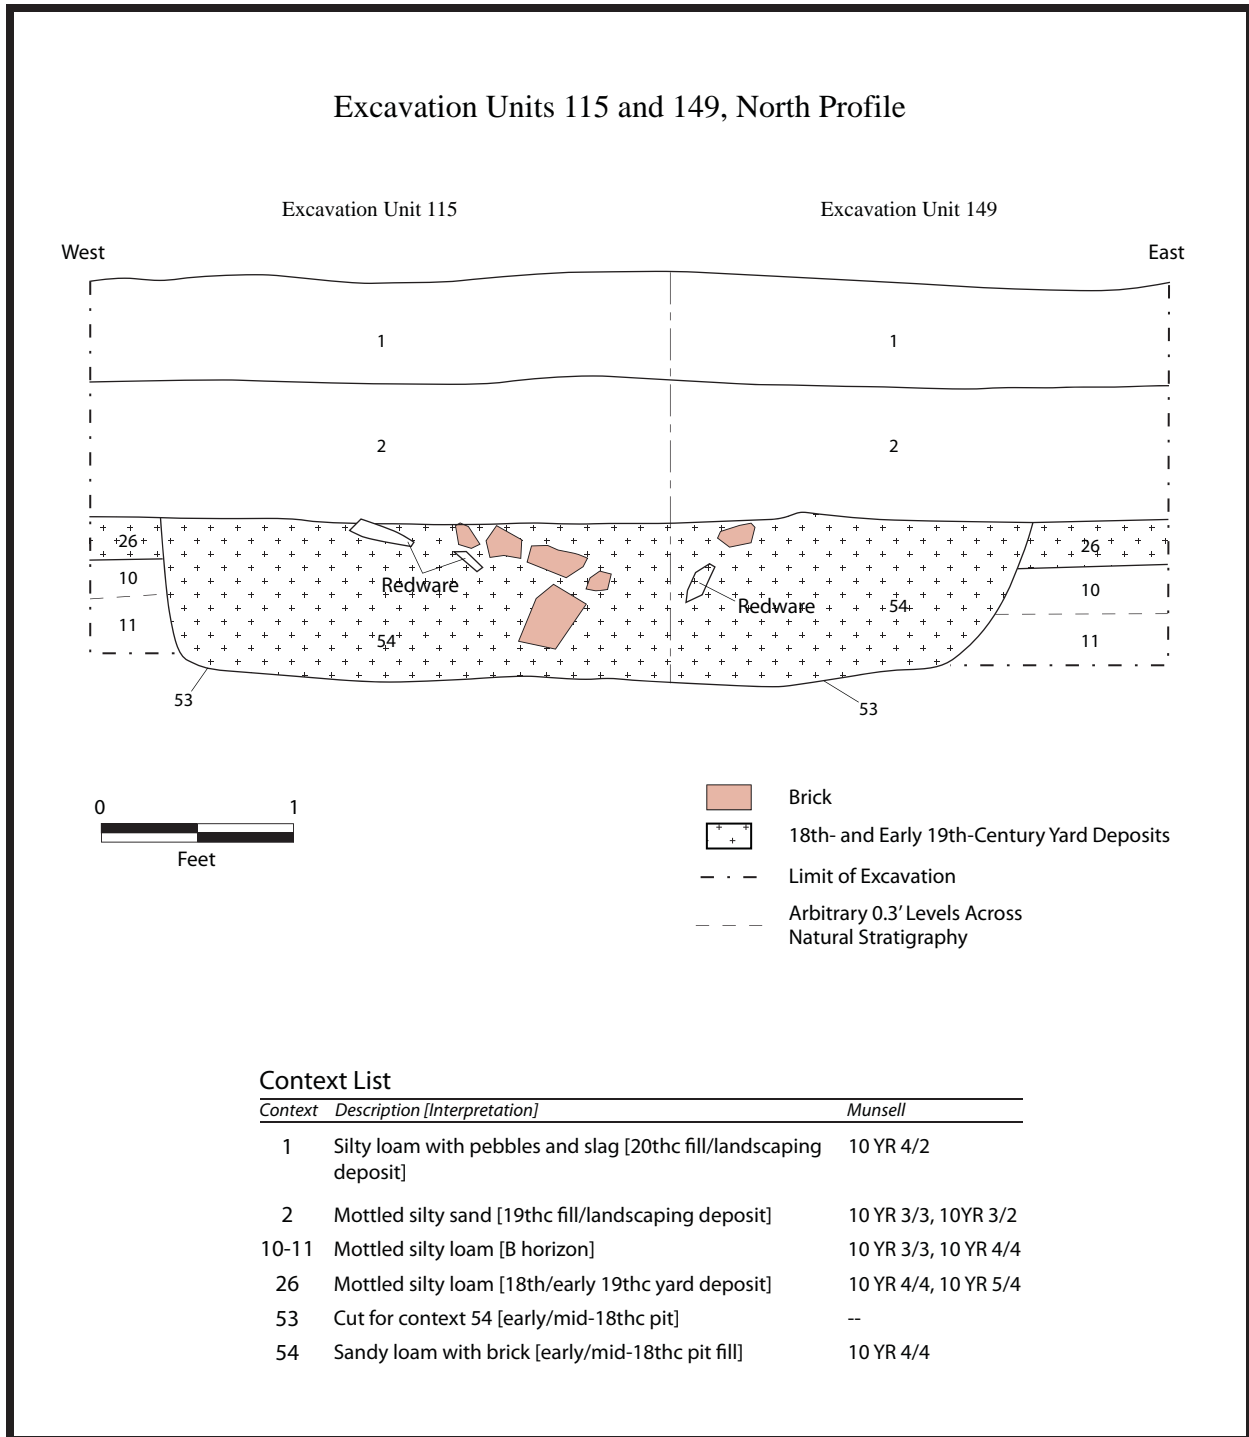 Excavation Units 115 and 149, North Profile
Excavation Unit 115
Excavation Unit 149
West
East
1
1
2
2
26
26
10
Redware
10
Redware
54
11
54
11
53
53
0 1
Feet
Brick
18th- and Early 19th-Century Yard Deposits
Limit of Excavation
Arbitrary 0.3' Levels Across
Natural Stratigraphy
Context List
Context Description [Interpretation] Munsell
1 Silty loam with pebbles and slag [20thc fill/landscaping 10 YR 4/2
deposit]
2 Mottled silty sand [19thc fill/landscaping deposit] 10 YR 3/3, 10YR 3/2
10-11 Mottled silty loam [B horizon] 10 YR 3/3, 10 YR 4/4
26 Mottled silty loam [18th/early 19thc yard deposit] 10 YR 4/4, 10 YR 5/4
53 Cut for context 54 [early/mid-18thc pit] --
54 Sandy loam with brick [early/mid-18thc pit fill] 10 YR 4/4